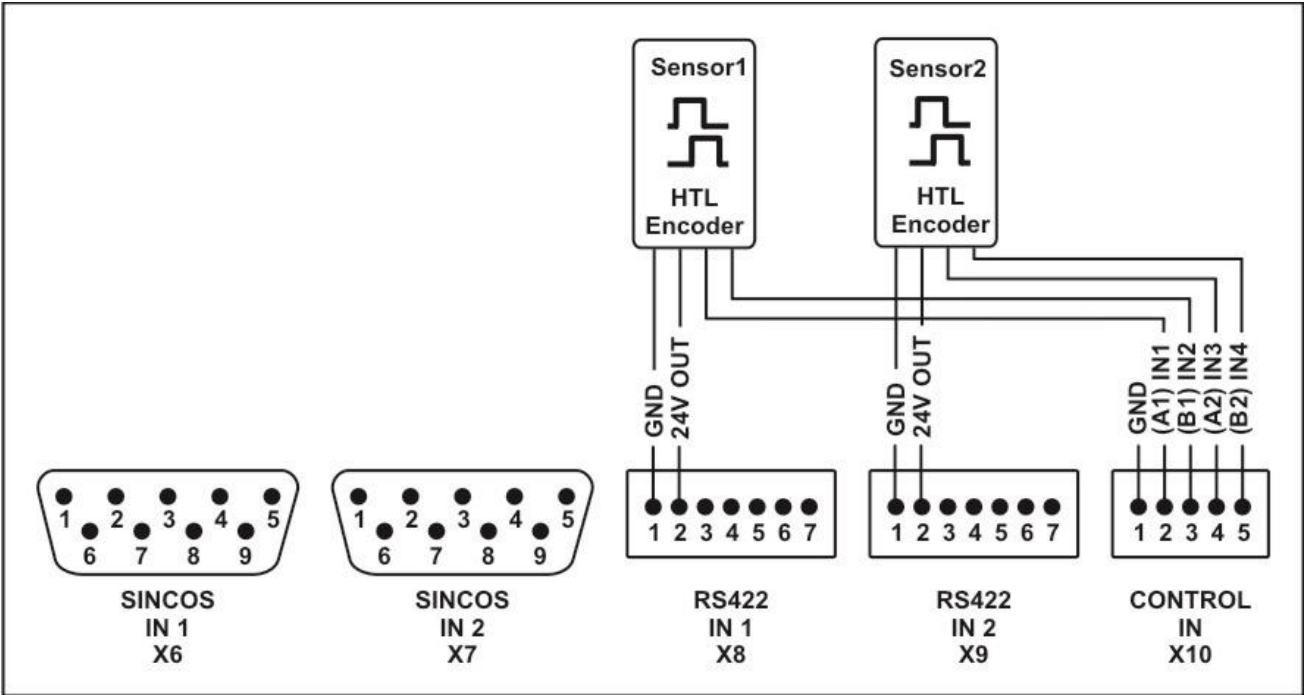 Sensor1
HTL
Encoder
Sensor2
HTL
Encoder
GND
24V OUT
GND
24V OUT
GND
(A1) IN1
(B1) IN2
(A2) IN3
(B2) IN4
1 2 3 4 5
6 7 8 9
SINCOS
IN 1
X6
1 2 3 4 5
6 7 8 9
SINCOS
IN 2
X7
1 2 3 4 5 6 7
RS422
IN 1
X8
1 2 3 4 5 6 7
RS422
IN 2
X9
1 2 3 4 5
CONTROL
IN
X10